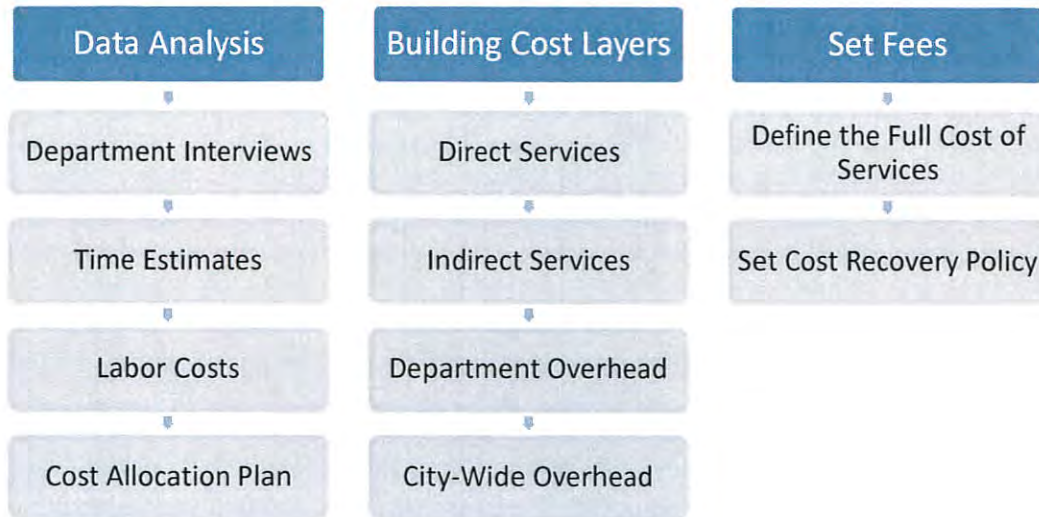 Data Analysis
Department Interviews
Time Estimates
Labor Costs
Cost Allocation Plan
Building Cost Layers
Direct Services
Indirect Services
Department Overhead
City-Wide Overhead
Set Fees
Define the Full Cost of
Services
Set Cost Recovery Policy